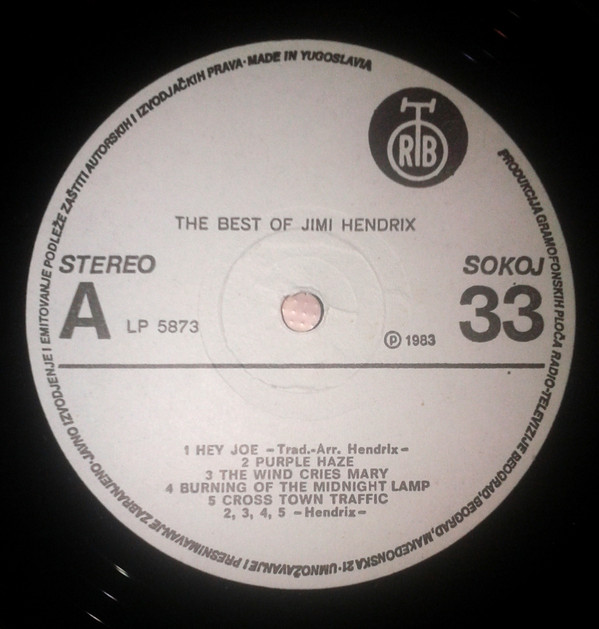 PRODUKCIJA GRAMOFONSKIH PLOČA RADIO-TELEVIZIJE BEOGRAD, BEOGRAD, MAKEDONSKA 21 · UMNOŽAVANJE I PRESNIMAVANJE ZABRANJENO · JAVNO IZVODJENJE I EMITOVANJE PODLEŽE ZAŠTITI AUTORSKIH I IZVODJAČKIH PRAVA · MADE IN YUGOSLAVIA
RTB
THE BEST OF JIMI HENDRIX
STEREO
SOKOJ
A
LP 5873
33
℗ 1983
1 HEY JOE -Trad.-Arr. Hendrix-
2 PURPLE HAZE
3 THE WIND CRIES MARY
4 BURNING OF THE MIDNIGHT LAMP
5 CROSS TOWN TRAFFIC
2, 3, 4, 5 -Hendrix-